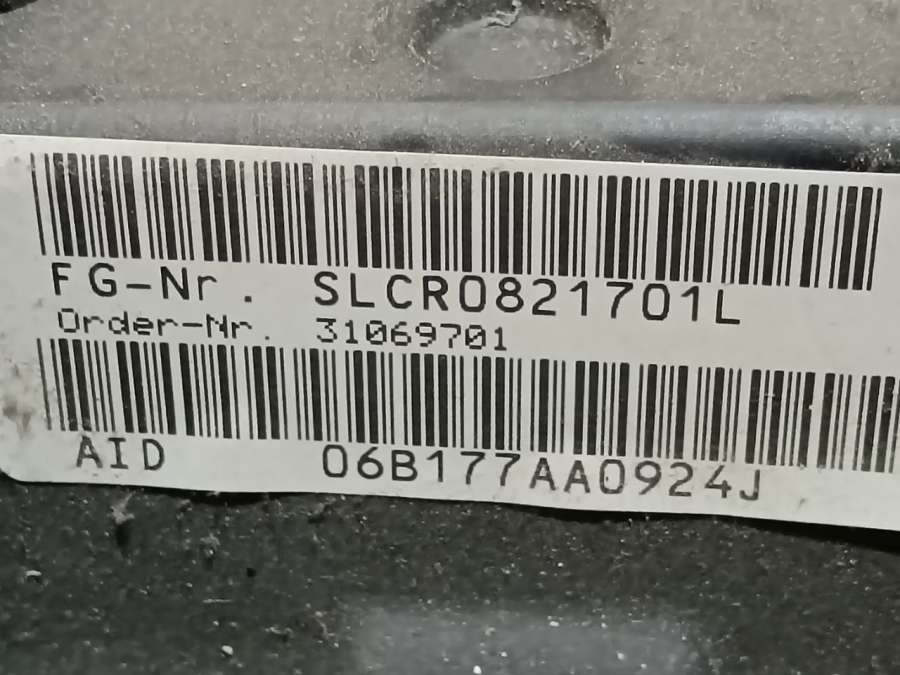 FG-Nr. SLCR0821701L
Order-Nr. 31069701
AID 06B177AA0924J